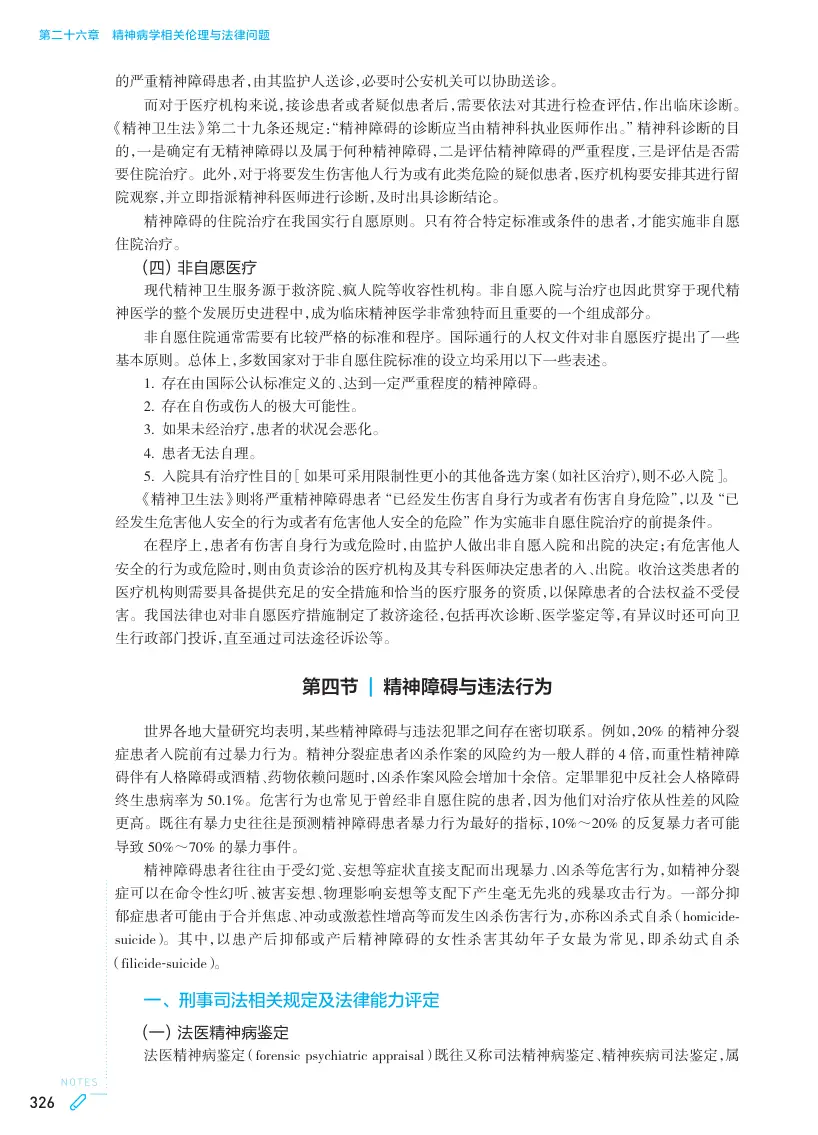 第二十六章 精神病学相关伦理与法律问题
的严重精神障碍患者,由其监护人送诊,必要时公安机关可以协助送诊。
而对于医疗机构来说,接诊患者或者疑似患者后,需要依法对其进行检查评估,作出临床诊断。
《精神卫生法》第二十九条还规定:“精神障碍的诊断应当由精神科执业医师作出。”精神科诊断的目
的,一是确定有无精神障碍以及属于何种精神障碍,二是评估精神障碍的严重程度,三是评估是否需
要住院治疗。此外,对于将要发生伤害他人行为或有此类危险的疑似患者,医疗机构要安排其进行留
院观察,并立即指派精神科医师进行诊断,及时出具诊断结论。
精神障碍的住院治疗在我国实行自愿原则。只有符合特定标准或条件的患者,才能实施非自愿
住院治疗。
(四) 非自愿医疗
现代精神卫生服务源于救济院、疯人院等收容性机构。非自愿入院与治疗也因此贯穿于现代精
神医学的整个发展历史进程中,成为临床精神医学非常独特而且重要的一个组成部分。
非自愿住院通常需要有比较严格的标准和程序。国际通行的人权文件对非自愿医疗提出了一些
基本原则。总体上,多数国家对于非自愿住院标准的设立均采用以下一些表述。
1. 存在由国际公认标准定义的、达到一定严重程度的精神障碍。
2. 存在自伤或伤人的极大可能性。
3. 如果未经治疗,患者的状况会恶化。
4. 患者无法自理。
5. 入院具有治疗性目的[如果可采用限制性更小的其他备选方案(如社区治疗),则不必入院]。
《精神卫生法》则将严重精神障碍患者“已经发生伤害自身行为或者有伤害自身危险”,以及“已
经发生危害他人安全的行为或者有危害他人安全的危险”作为实施非自愿住院治疗的前提条件。
在程序上,患者有伤害自身行为或危险时,由监护人做出非自愿入院和出院的决定;有危害他人
安全的行为或危险时,则由负责诊治的医疗机构及其专科医师决定患者的入、出院。收治这类患者的
医疗机构则需要具备提供充足的安全措施和恰当的医疗服务的资质,以保障患者的合法权益不受侵
害。我国法律也对非自愿医疗措施制定了救济途径,包括再次诊断、医学鉴定等,有异议时还可向卫
生行政部门投诉,直至通过司法途径诉讼等。
第四节 | 精神障碍与违法行为
世界各地大量研究均表明,某些精神障碍与违法犯罪之间存在密切联系。例如,20% 的精神分裂
症患者入院前有过暴力行为。精神分裂症患者凶杀作案的风险约为一般人群的 4 倍,而重性精神障
碍伴有人格障碍或酒精、药物依赖问题时,凶杀作案风险会增加十余倍。定罪罪犯中反社会人格障碍
终生患病率为 50.1%。危害行为也常见于曾经非自愿住院的患者,因为他们对治疗依从性差的风险
更高。既往有暴力史往往是预测精神障碍患者暴力行为最好的指标,10%～20% 的反复暴力者可能
导致 50%～70% 的暴力事件。
精神障碍患者往往由于受幻觉、妄想等症状直接支配而出现暴力、凶杀等危害行为,如精神分裂
症可以在命令性幻听、被害妄想、物理影响妄想等支配下产生毫无先兆的残暴攻击行为。一部分抑
郁症患者可能由于合并焦虑、冲动或激惹性增高等而发生凶杀伤害行为,亦称凶杀式自杀(homicide-
suicide)。其中,以患产后抑郁或产后精神障碍的女性杀害其幼年子女最为常见,即杀幼式自杀
(filicide-suicide)。
一、刑事司法相关规定及法律能力评定
(一) 法医精神病鉴定
法医精神病鉴定(forensic psychiatric appraisal)既往又称司法精神病鉴定、精神疾病司法鉴定,属
NOTES
326